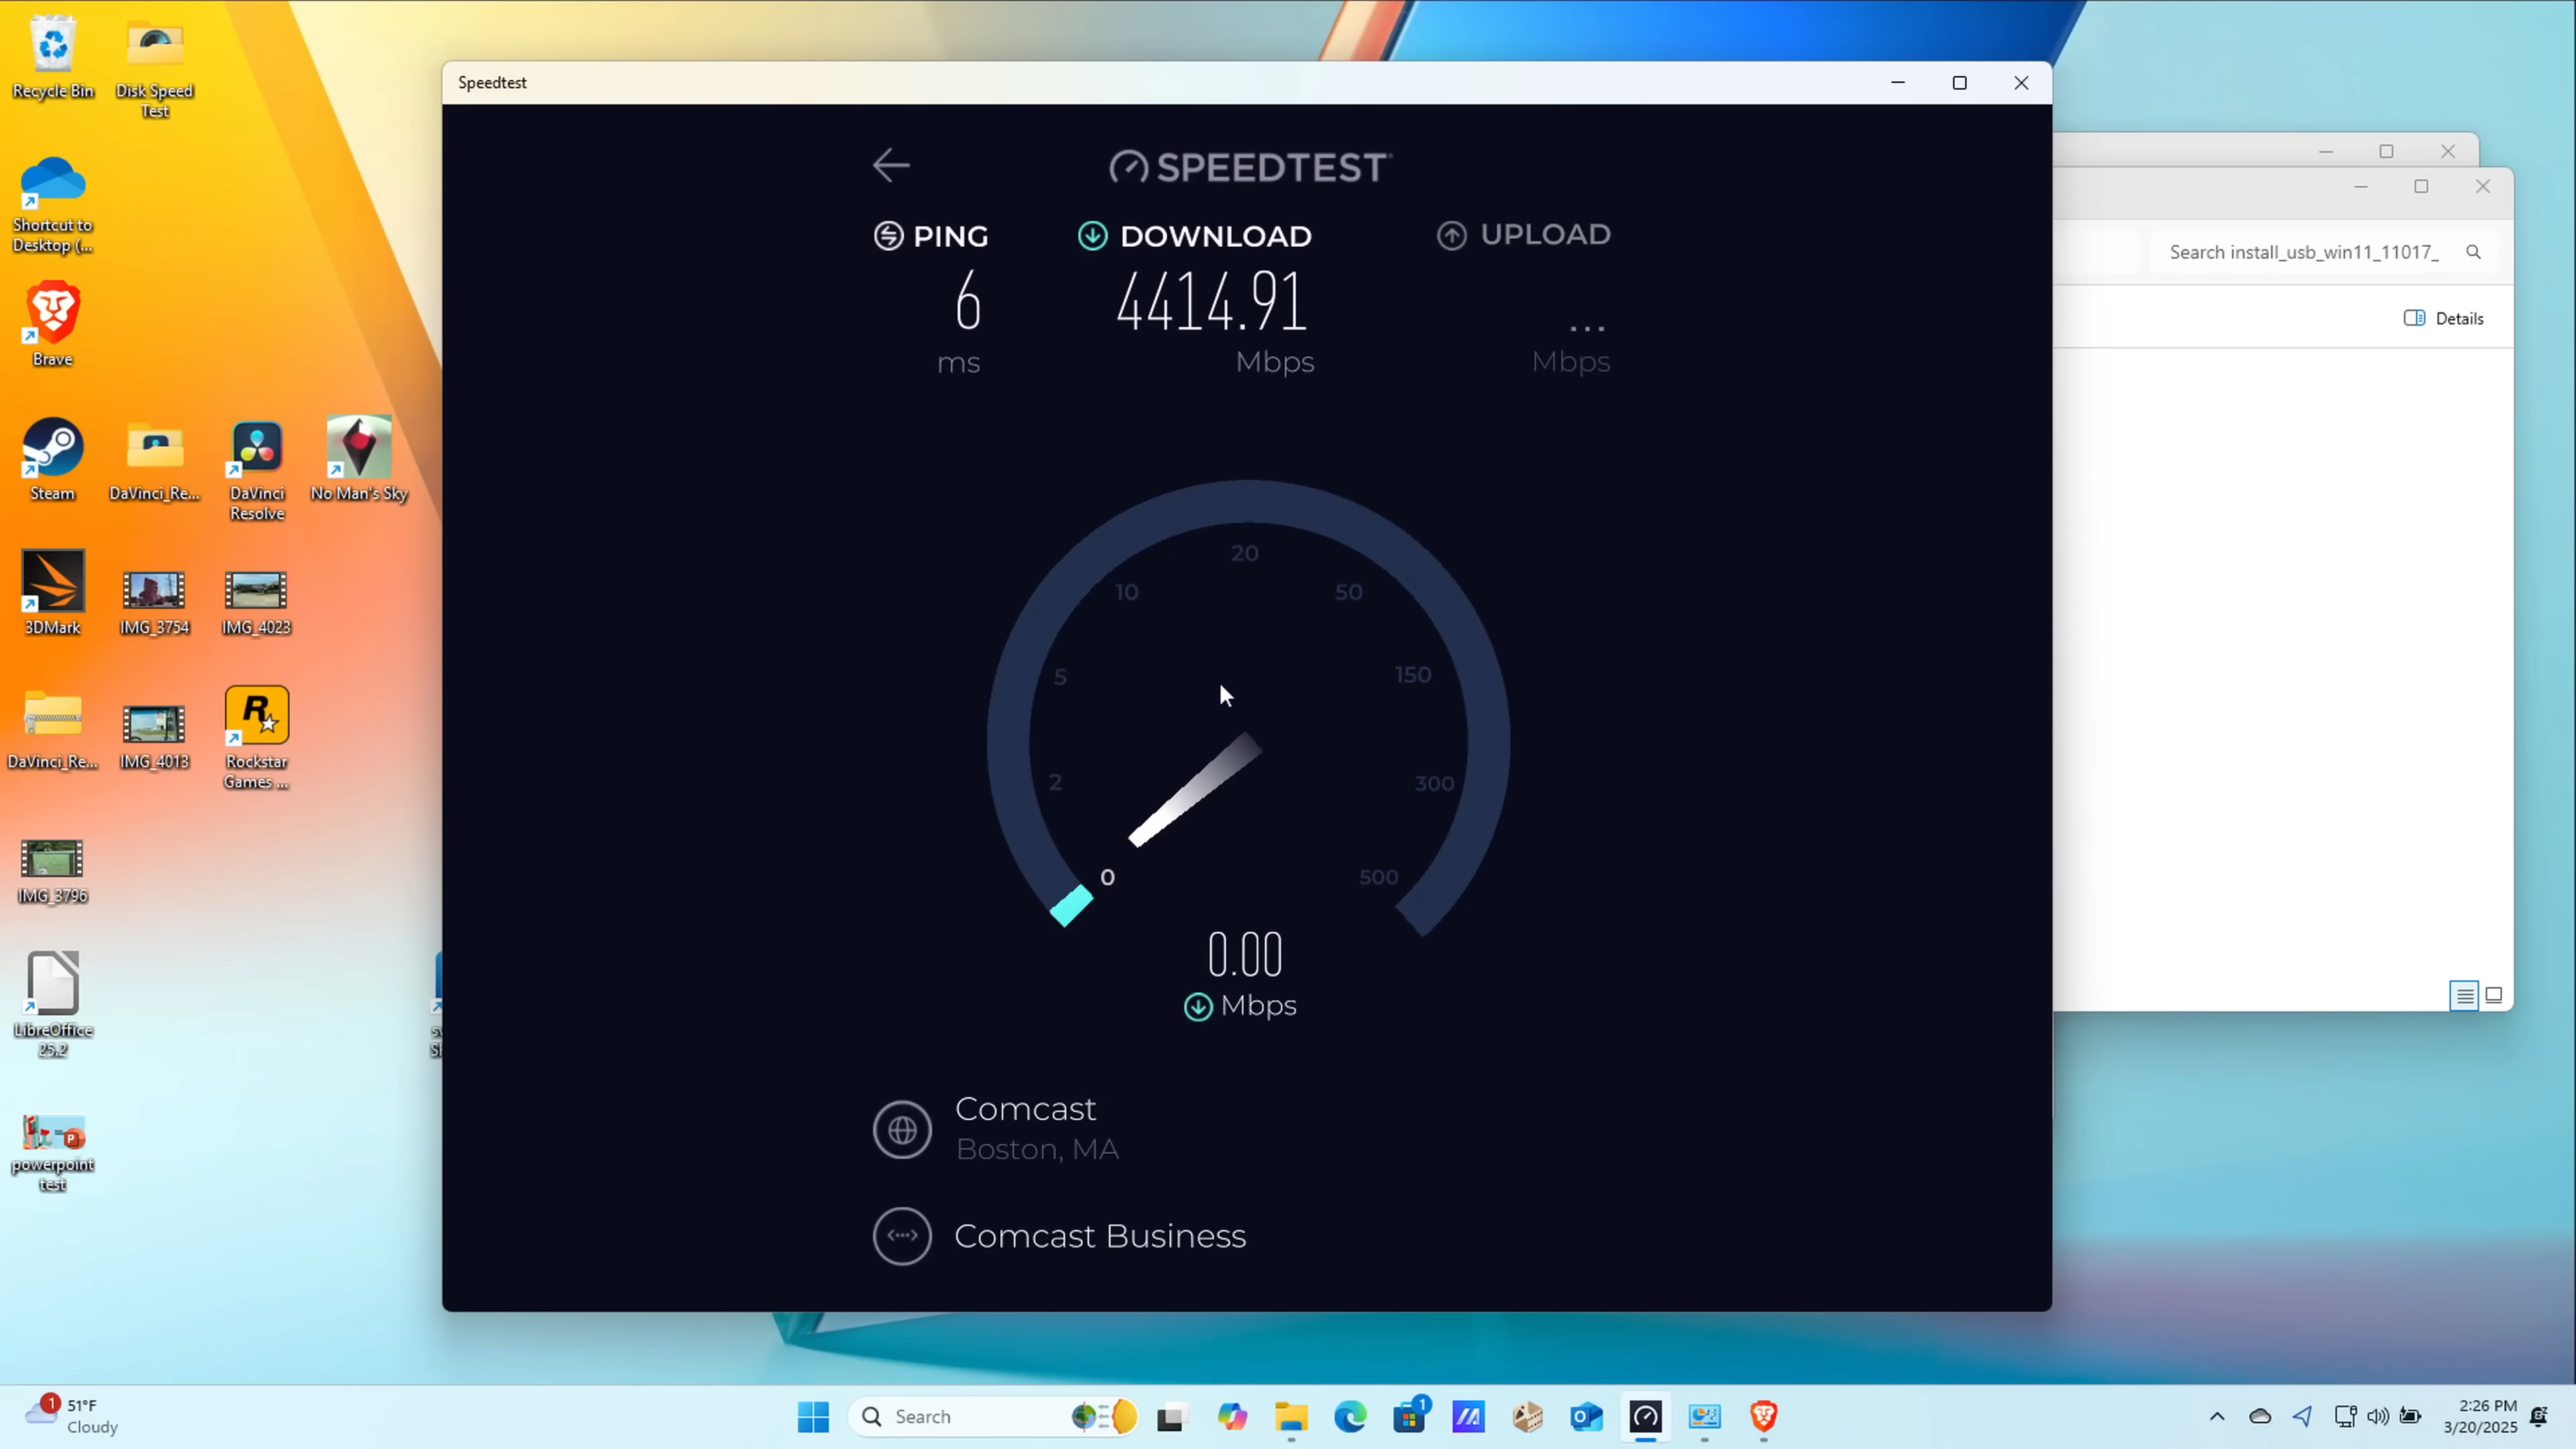 Recycle Bin
Disk Speed
Test
Shortcut to
Desktop (...
Brave
Steam
DaVinci_Re...
DaVinci
Resolve
No Man's Sky
3DMark
IMG_3754
IMG_4023
DaVinci_Re...
IMG_4013
Rockstar
Games ...
IMG_3796
LibreOffice
25.2
powerpoint
test
Speedtest
SPEEDTEST
PING
DOWNLOAD
UPLOAD
6
4414.91
...
ms
Mbps
Mbps
20
10
50
5
150
2
300
0
500
0.00
Mbps
Comcast
Boston, MA
Comcast Business
Search install_usb_win11_11017_
Details
1
51°F
Cloudy
Search
1
2:26 PM
3/20/2025